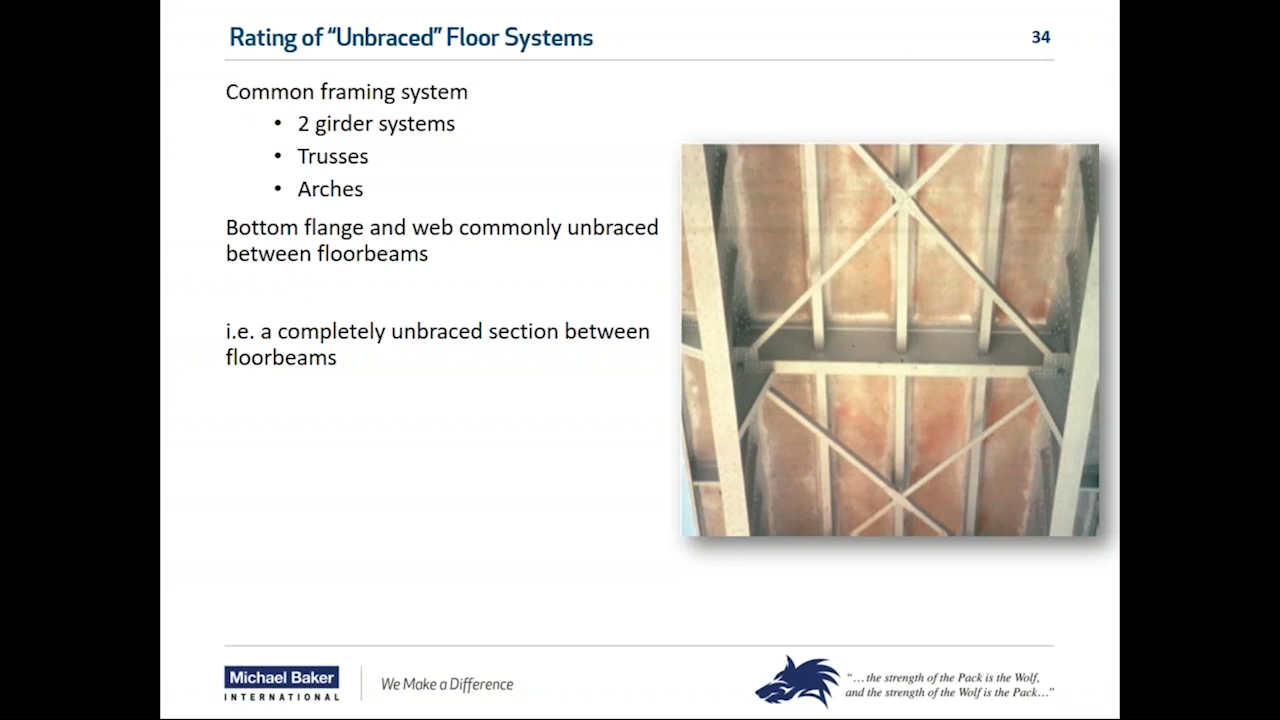 Rating of “Unbraced” Floor Systems
34
Common framing system
• 2 girder systems
• Trusses
• Arches
Bottom flange and web commonly unbraced
between floorbeams
i.e. a completely unbraced section between
floorbeams
Michael Baker
INTERNATIONAL
We Make a Difference
“…the strength of the Pack is the Wolf,
and the strength of the Wolf is the Pack…”